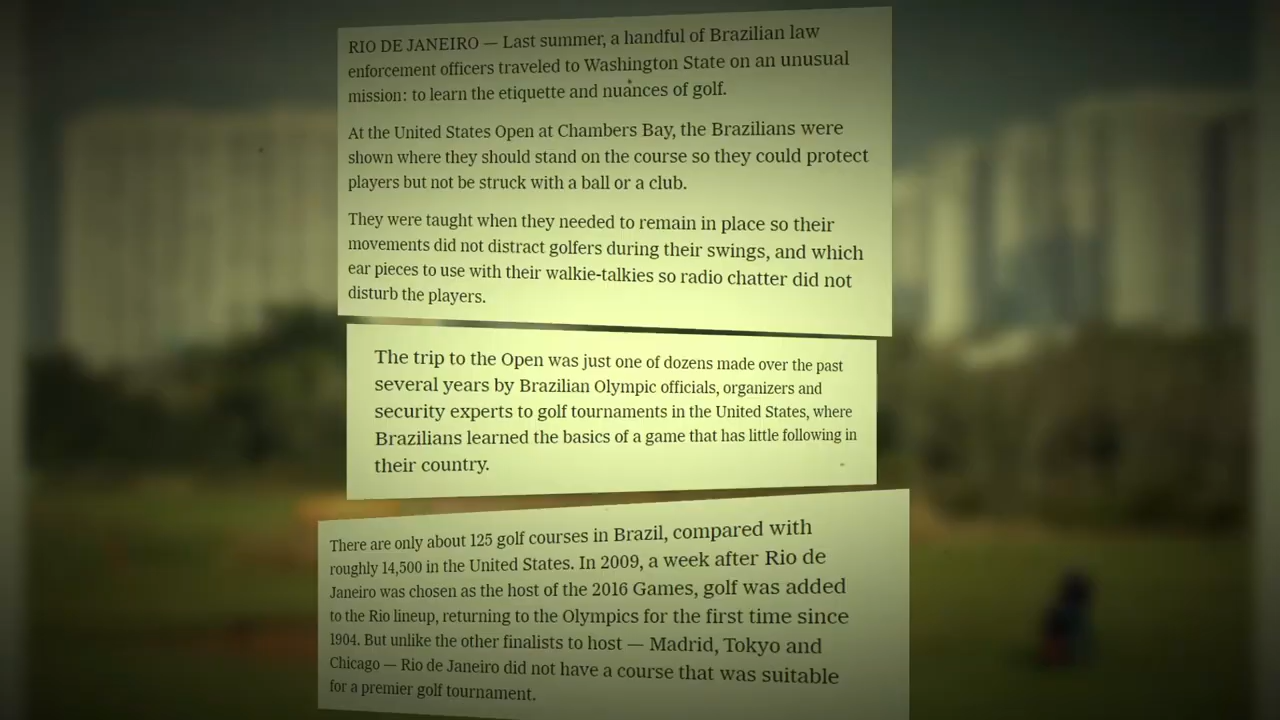 RIO DE JANEIRO — Last summer, a handful of Brazilian law
enforcement officers traveled to Washington State on an unusual
mission: to learn the etiquette and nuances of golf.
At the United States Open at Chambers Bay, the Brazilians were
shown where they should stand on the course so they could protect
players but not be struck with a ball or a club.
They were taught when they needed to remain in place so their
movements did not distract golfers during their swings, and which
ear pieces to use with their walkie-talkies so radio chatter did not
disturb the players.
The trip to the Open was just one of dozens made over the past
several years by Brazilian Olympic officials, organizers and
security experts to golf tournaments in the United States, where
Brazilians learned the basics of a game that has little following in
their country.
There are only about 125 golf courses in Brazil, compared with
roughly 14,500 in the United States. In 2009, a week after Rio de
Janeiro was chosen as the host of the 2016 Games, golf was added
to the Rio lineup, returning to the Olympics for the first time since
1904. But unlike the other finalists to host — Madrid, Tokyo and
Chicago — Rio de Janeiro did not have a course that was suitable
for a premier golf tournament.